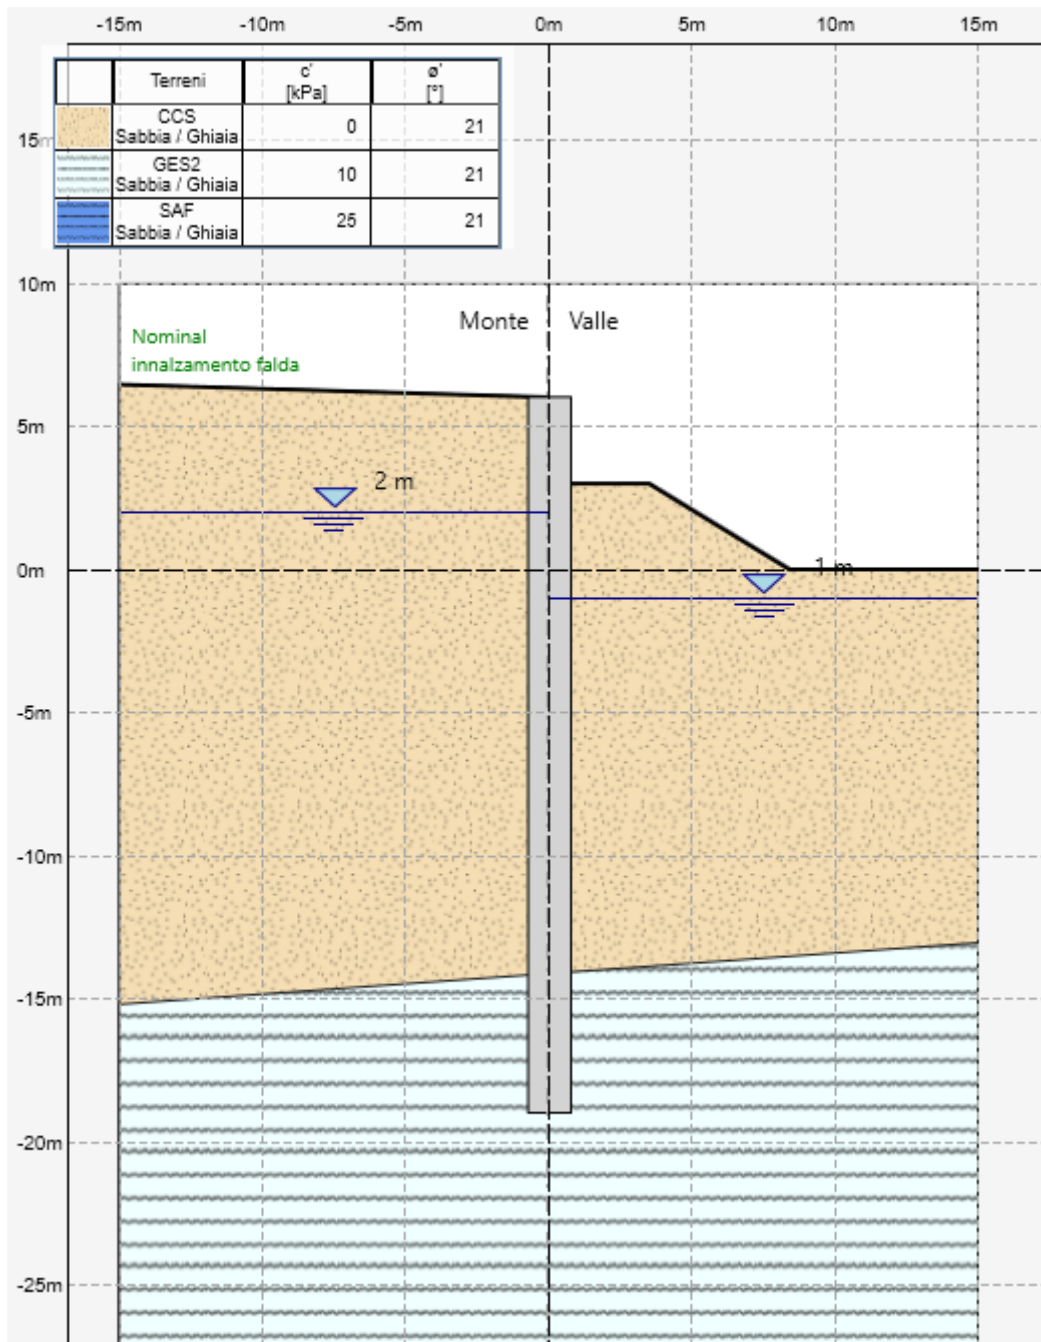 -15m -10m -5m 0m 5m 10m 15m
Terreni c' [kPa] ø' [°]
CCS
Sabbia / Ghiaia 0 21
GES2
Sabbia / Ghiaia 10 21
SAF
Sabbia / Ghiaia 25 21
15m
10m
Monte Valle
Nominal
innalzamento falda
5m
2 m
0m
1 m
-5m
-10m
-15m
-20m
-25m